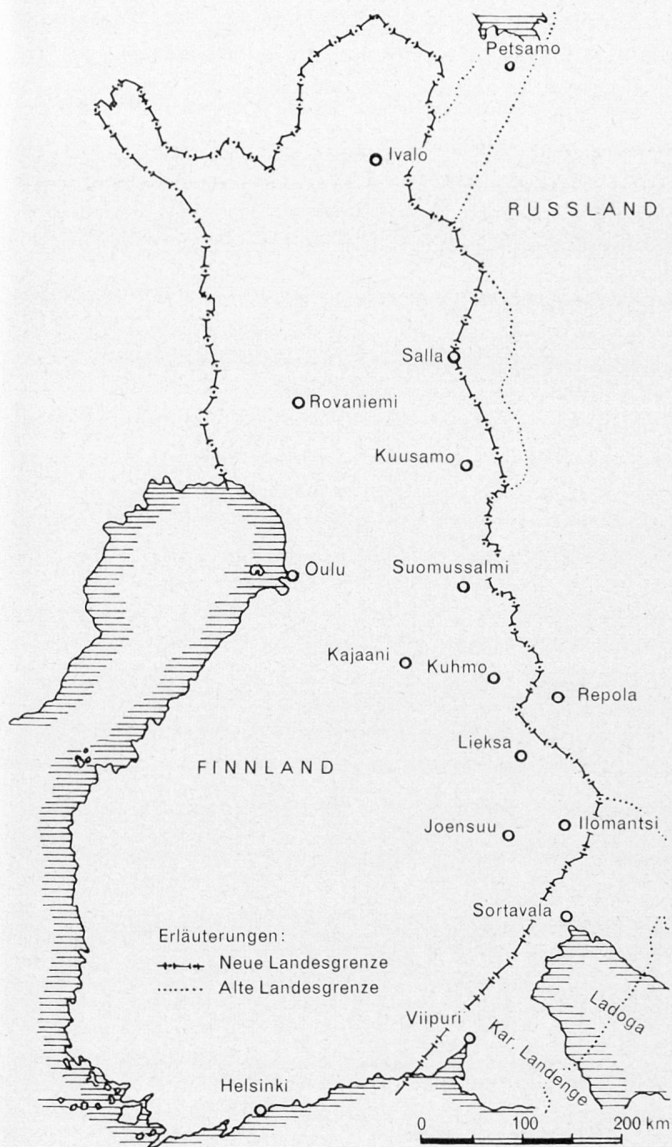 Petsamo
Ivalo
RUSSLAND
Salla
Rovaniemi
Kuusamo
Oulu
Suomussalmi
Kajaani
Kuhmo
Repola
Lieksa
FINNLAND
Joensuu
Ilomantsi
Sortavala
Erläuterungen:
Neue Landesgrenze
Alte Landesgrenze
Ladoga
Viipuri
Kar. Landenge
Helsinki
0 100 200 km